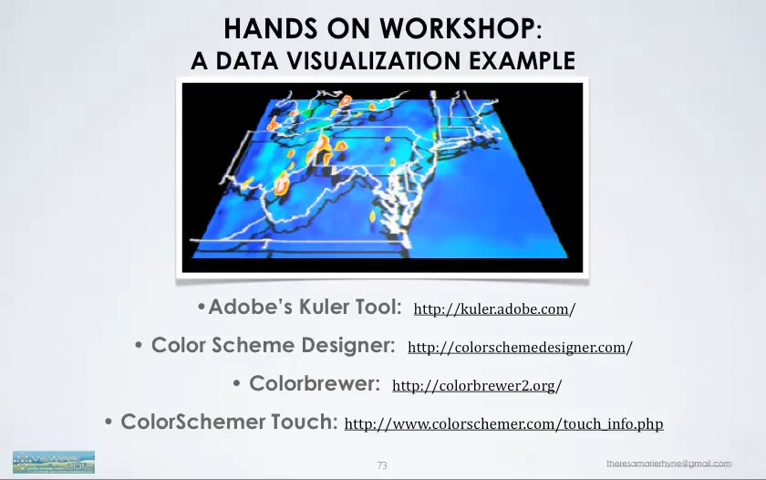 HANDS ON WORKSHOP:
A DATA VISUALIZATION EXAMPLE
•Adobe's Kuler Tool: http://kuler.adobe.com/
• Color Scheme Designer: http://colorschemedesigner.com/
• Colorbrewer: http://colorbrewer2.org/
• ColorSchemer Touch: http://www.colorschemer.com/touch_info.php
73
theresamarierhyne@gmail.com